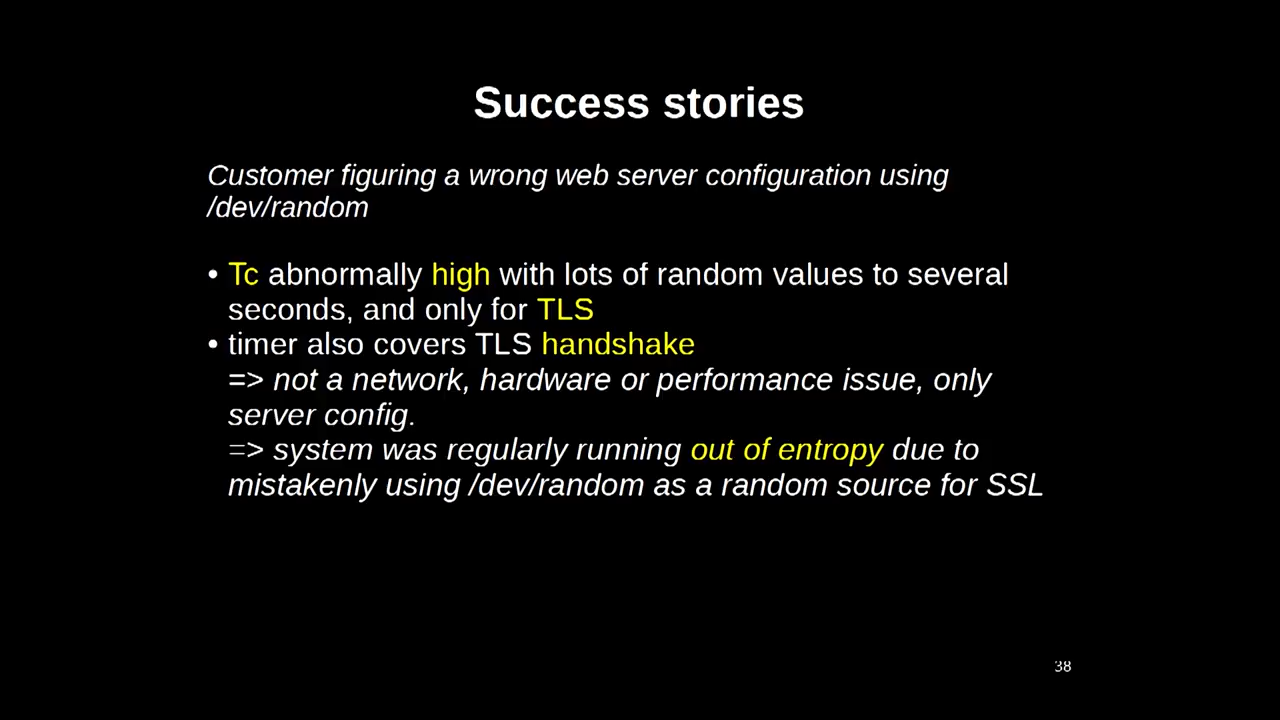 Success stories
Customer figuring a wrong web server configuration using
/dev/random
• Tc abnormally high with lots of random values to several
seconds, and only for TLS
• timer also covers TLS handshake
=> not a network, hardware or performance issue, only
server config.
=> system was regularly running out of entropy due to
mistakenly using /dev/random as a random source for SSL
38